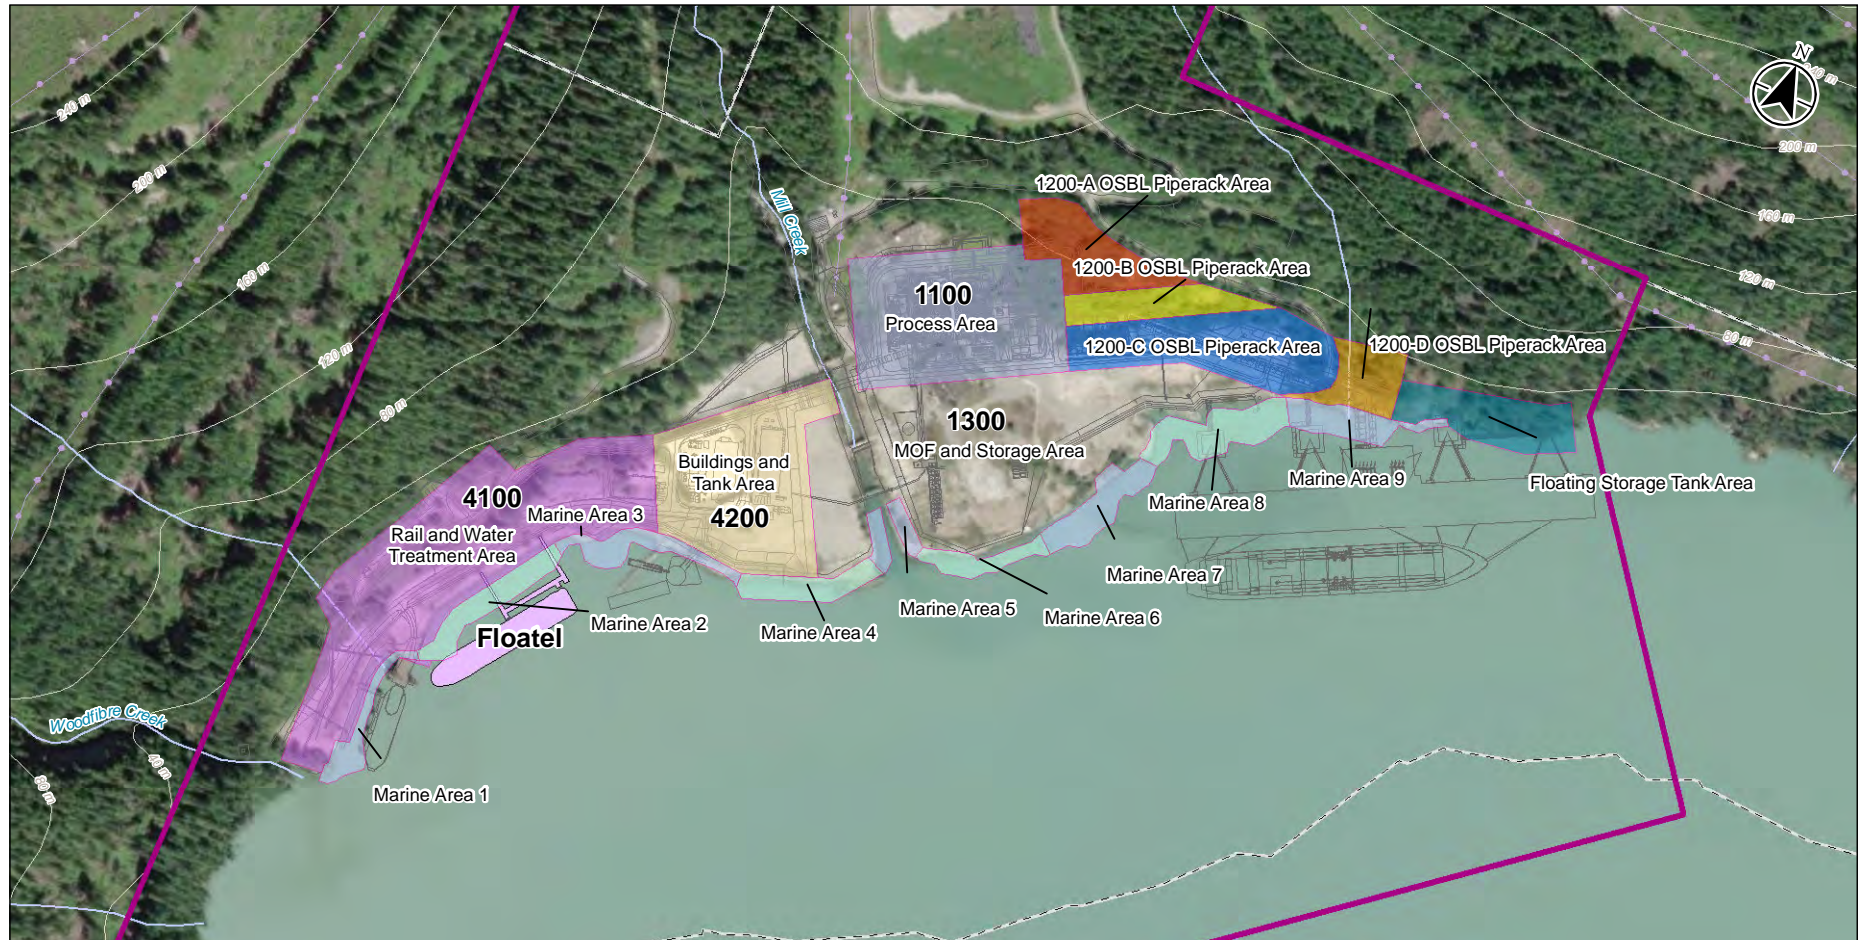 N
240 m
240 m
200 m
200 m
160 m
160 m
120 m
120 m
80 m
80 m
80 m
40 m
Mill Creek
Woodfibre Creek
1200-A OSBL Piperack Area
1200-B OSBL Piperack Area
1200-C OSBL Piperack Area
1200-D OSBL Piperack Area
1100
Process Area
1300
MOF and Storage Area
Buildings and
Tank Area
4200
4100
Rail and Water
Treatment Area
Floatel
Marine Area 1
Marine Area 2
Marine Area 3
Marine Area 4
Marine Area 5
Marine Area 6
Marine Area 7
Marine Area 8
Marine Area 9
Floating Storage Tank Area